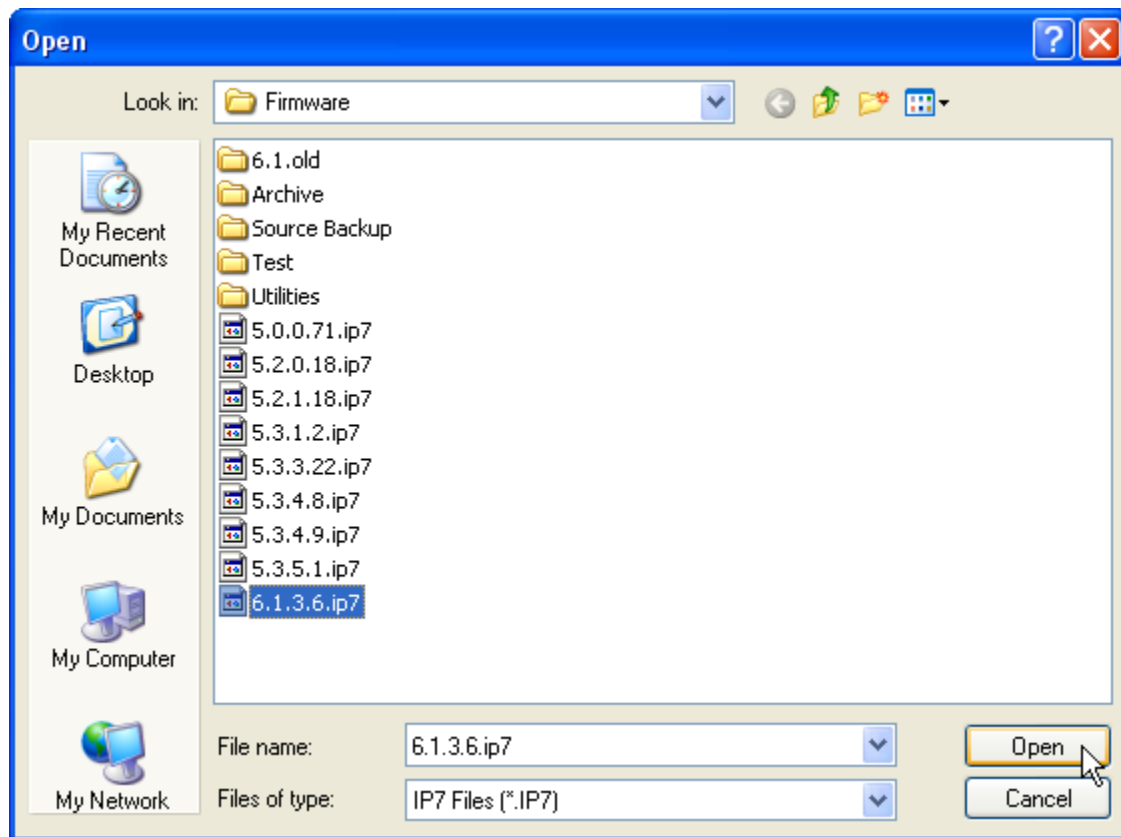 Open
Look in: Firmware
My Recent
Documents
Desktop
My Documents
My Computer
My Network
6.1.old
Archive
Source Backup
Test
Utilities
5.0.0.71.ip7
5.2.0.18.ip7
5.2.1.18.ip7
5.3.1.2.ip7
5.3.3.22.ip7
5.3.4.8.ip7
5.3.4.9.ip7
5.3.5.1.ip7
6.1.3.6.ip7
File name: 6.1.3.6.ip7 Open
Files of type: IP7 Files (*.IP7) Cancel